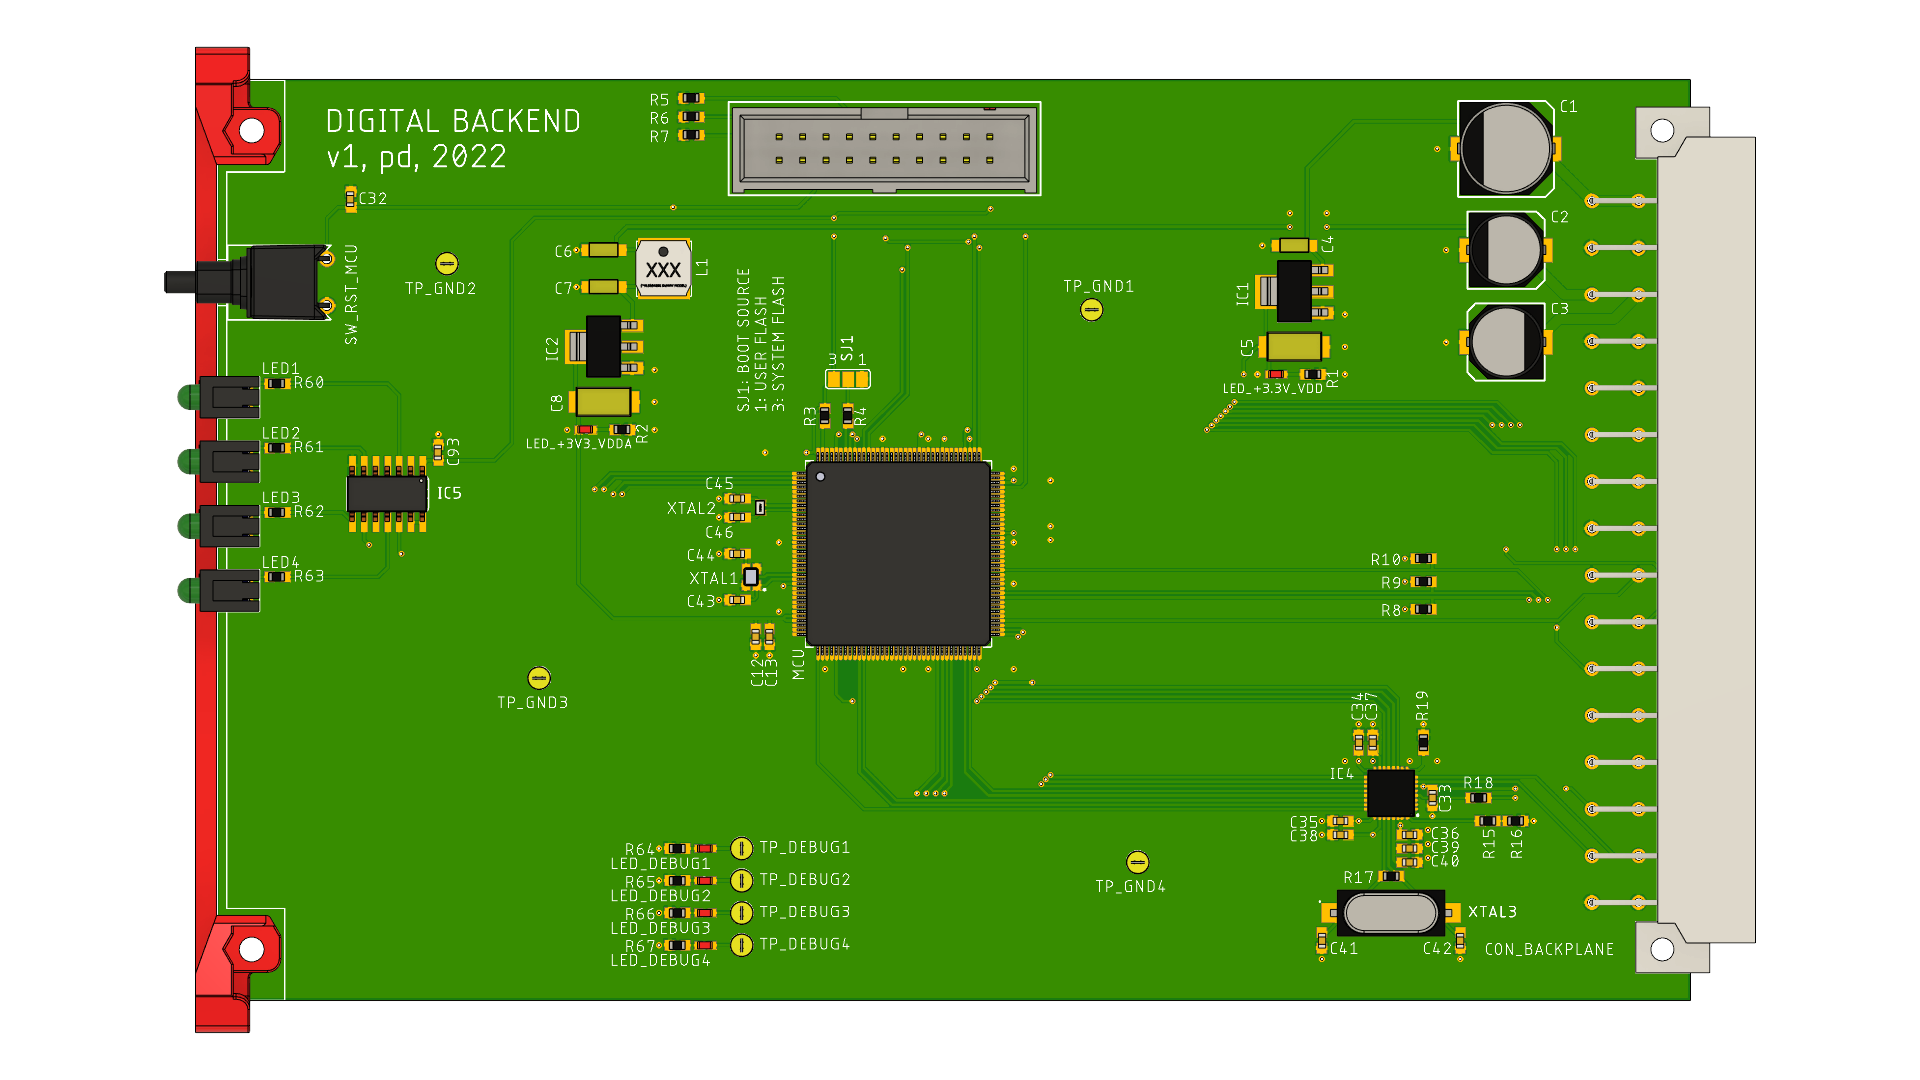 DIGITAL BACKEND
v1, pd, 2022
R5
R6
R7
C1
C32
C2
SW_RST_MCU
TP_GND2
C6
C7
L1
XXX
SJ1: BOOT SOURCE
1: USER FLASH
3: SYSTEM FLASH
TP_GND1
C4
IC1
C3
C5
LED_+3.3V_VDD
R1
IC2
C8
LED_+3V3_VDDA
R2
SJ1
3 1
R3
R4
LED1
R60
LED2
R61
LED3
R62
LED4
R63
C93
IC5
C45
XTAL2
C46
C44
XTAL1
C43
C12
C13
MCU
R10
R9
R8
TP_GND3
C34
C37
R19
IC4
C33
R18
C35
C38
C36
C39
C40
R15
R16
R17
XTAL3
C41
C42
CON_BACKPLANE
TP_GND4
R64
LED_DEBUG1
TP_DEBUG1
R65
LED_DEBUG2
TP_DEBUG2
R66
LED_DEBUG3
TP_DEBUG3
R67
LED_DEBUG4
TP_DEBUG4